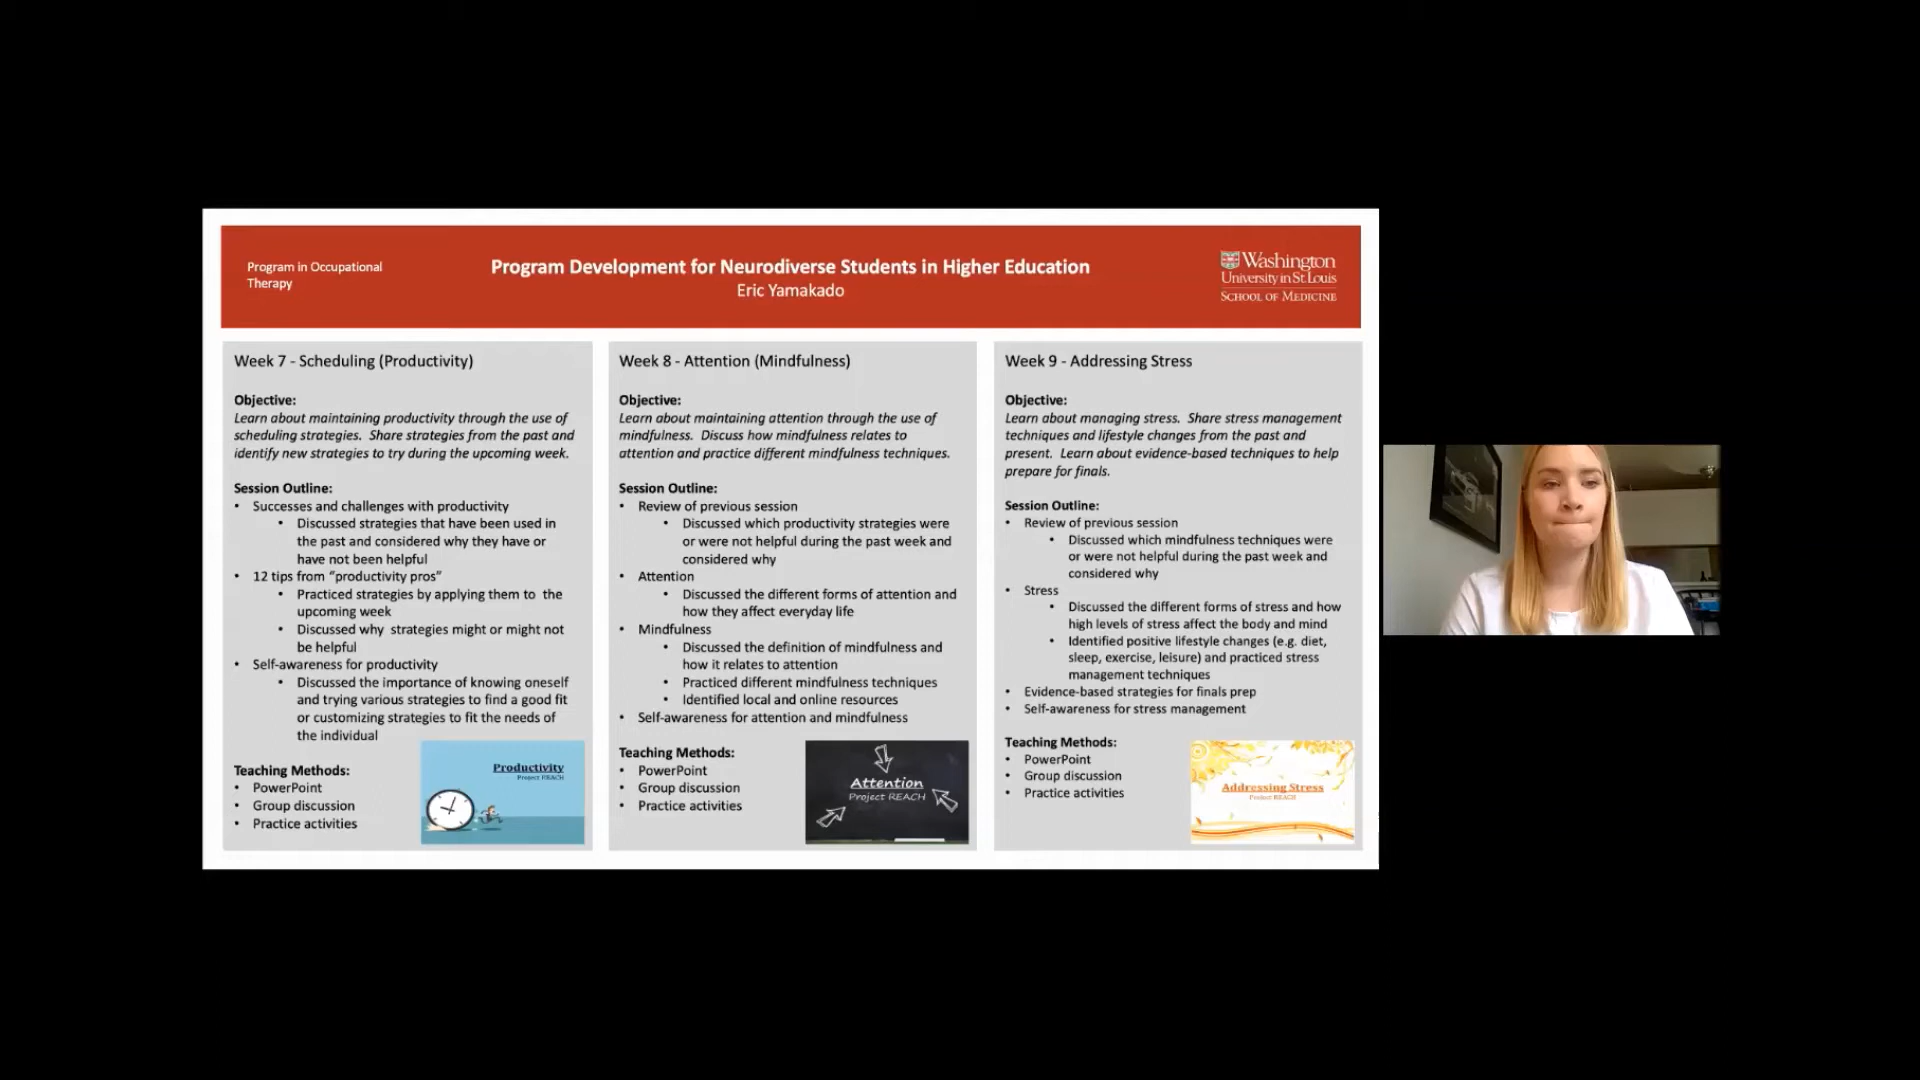 Program in Occupational
Therapy
Program Development for Neurodiverse Students in Higher Education
Eric Yamakado
Washington
University in St. Louis
SCHOOL OF MEDICINE
Week 7 - Scheduling (Productivity)
Objective:
Learn about maintaining productivity through the use of
scheduling strategies.  Share strategies from the past and
identify new strategies to try during the upcoming week.
Session Outline:
• Successes and challenges with productivity
• Discussed strategies that have been used in
the past and considered why they have or
have not been helpful
• 12 tips from “productivity pros”
• Practiced strategies by applying them to  the
upcoming week
• Discussed why  strategies might or might not
be helpful
• Self-awareness for productivity
• Discussed the importance of knowing oneself
and trying various strategies to find a good fit
or customizing strategies to fit the needs of
the individual
Teaching Methods:
• PowerPoint
• Group discussion
• Practice activities
Productivity
Project REACH
Week 8 - Attention (Mindfulness)
Objective:
Learn about maintaining attention through the use of
mindfulness.  Discuss how mindfulness relates to
attention and practice different mindfulness techniques.
Session Outline:
• Review of previous session
• Discussed which productivity strategies were
or were not helpful during the past week and
considered why
• Attention
• Discussed the different forms of attention and
how they affect everyday life
• Mindfulness
• Discussed the definition of mindfulness and
how it relates to attention
• Practiced different mindfulness techniques
• Identified local and online resources
• Self-awareness for attention and mindfulness
Teaching Methods:
• PowerPoint
• Group discussion
• Practice activities
Attention
Project REACH
Week 9 - Addressing Stress
Objective:
Learn about managing stress.  Share stress management
techniques and lifestyle changes from the past and
present.  Learn about evidence-based techniques to help
prepare for finals.
Session Outline:
• Review of previous session
• Discussed which mindfulness techniques were
or were not helpful during the past week and
considered why
• Stress
• Discussed the different forms of stress and how
high levels of stress affect the body and mind
• Identified positive lifestyle changes (e.g. diet,
sleep, exercise, leisure) and practiced stress
management techniques
• Evidence-based strategies for finals prep
• Self-awareness for stress management
Teaching Methods:
• PowerPoint
• Group discussion
• Practice activities
Addressing Stress
Project REACH